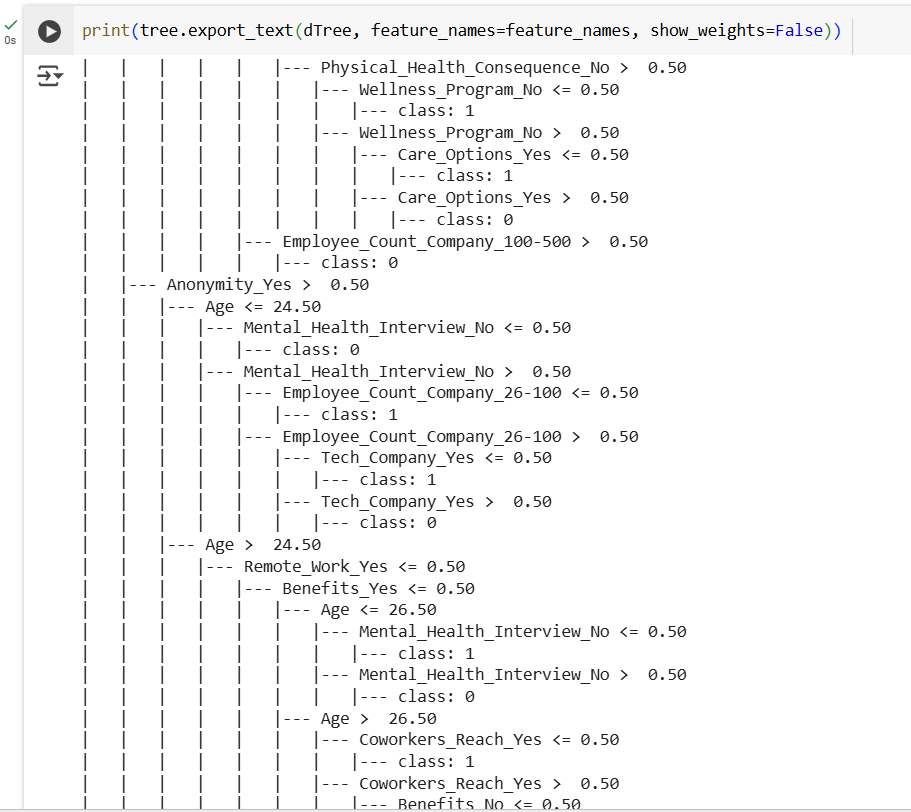 print(tree.export_text(dTree, feature_names=feature_names, show_weights=False))
0s
|   |   |   |   |   |--- Physical_Health_Consequence_No >  0.50
|   |   |   |   |   |   |--- Wellness_Program_No <= 0.50
|   |   |   |   |   |   |   |--- class: 1
|   |   |   |   |   |   |--- Wellness_Program_No >  0.50
|   |   |   |   |   |   |   |--- Care_Options_Yes <= 0.50
|   |   |   |   |   |   |   |   |--- class: 1
|   |   |   |   |   |   |   |--- Care_Options_Yes >  0.50
|   |   |   |   |   |   |   |   |--- class: 0
|   |   |   |   |--- Employee_Count_Company_100-500 >  0.50
|   |   |   |   |   |--- class: 0
|   |--- Anonymity_Yes >  0.50
|   |   |--- Age <= 24.50
|   |   |   |--- Mental_Health_Interview_No <= 0.50
|   |   |   |   |--- class: 0
|   |   |   |--- Mental_Health_Interview_No >  0.50
|   |   |   |   |--- Employee_Count_Company_26-100 <= 0.50
|   |   |   |   |   |--- class: 1
|   |   |   |   |--- Employee_Count_Company_26-100 >  0.50
|   |   |   |   |   |--- Tech_Company_Yes <= 0.50
|   |   |   |   |   |   |--- class: 1
|   |   |   |   |   |--- Tech_Company_Yes >  0.50
|   |   |   |   |   |   |--- class: 0
|   |   |--- Age >  24.50
|   |   |   |--- Remote_Work_Yes <= 0.50
|   |   |   |   |--- Benefits_Yes <= 0.50
|   |   |   |   |   |--- Age <= 26.50
|   |   |   |   |   |   |--- Mental_Health_Interview_No <= 0.50
|   |   |   |   |   |   |   |--- class: 1
|   |   |   |   |   |   |--- Mental_Health_Interview_No >  0.50
|   |   |   |   |   |   |   |--- class: 0
|   |   |   |   |   |--- Age >  26.50
|   |   |   |   |   |   |--- Coworkers_Reach_Yes <= 0.50
|   |   |   |   |   |   |   |--- class: 1
|   |   |   |   |   |   |--- Coworkers_Reach_Yes >  0.50
|   |   |   |   |   |   |   |--- Benefits_No <= 0.50